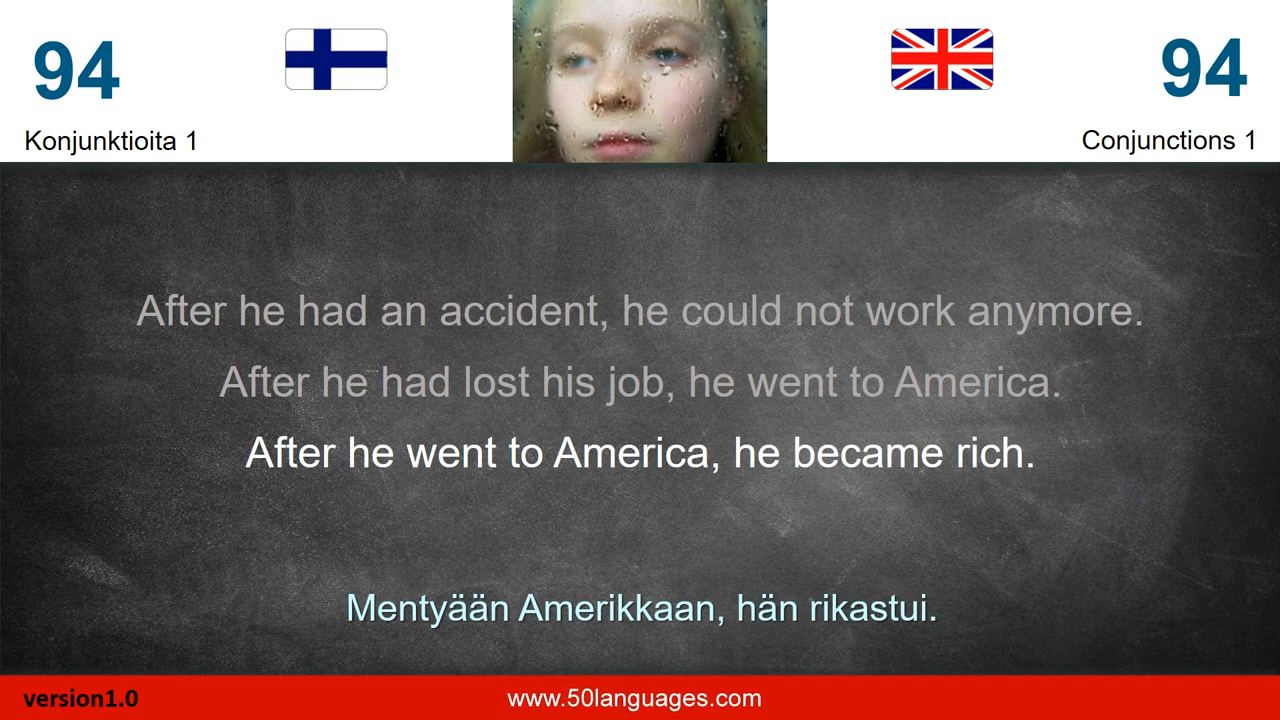 94
94
Konjunktioita 1
Conjunctions 1
After he had an accident, he could not work anymore.
After he had lost his job, he went to America.
After he went to America, he became rich.
Mentyään Amerikkaan, hän rikastui.
version1.0
www.50languages.com